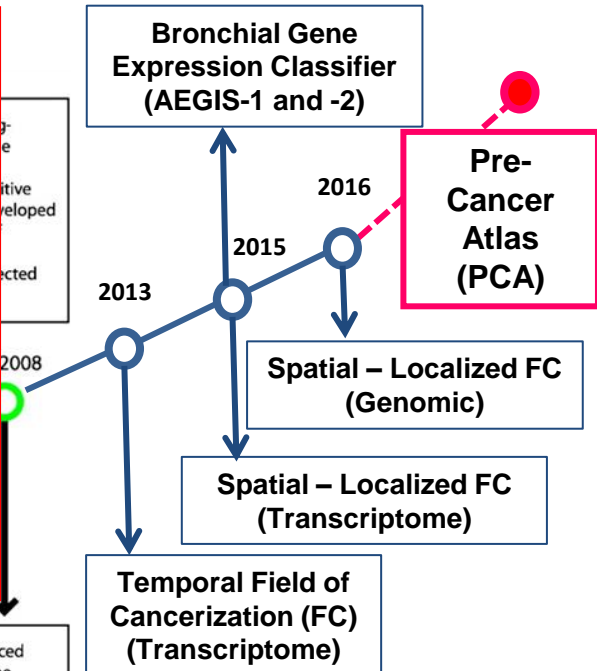 Bronchial Gene
Expression Classifier
(AEGIS-1 and -2)
Pre-
Cancer
Atlas
(PCA)
2016
2015
2013
2008
Spatial – Localized FC
(Genomic)
Spatial – Localized FC
(Transcriptome)
Temporal Field of
Cancerization (FC)
(Transcriptome)